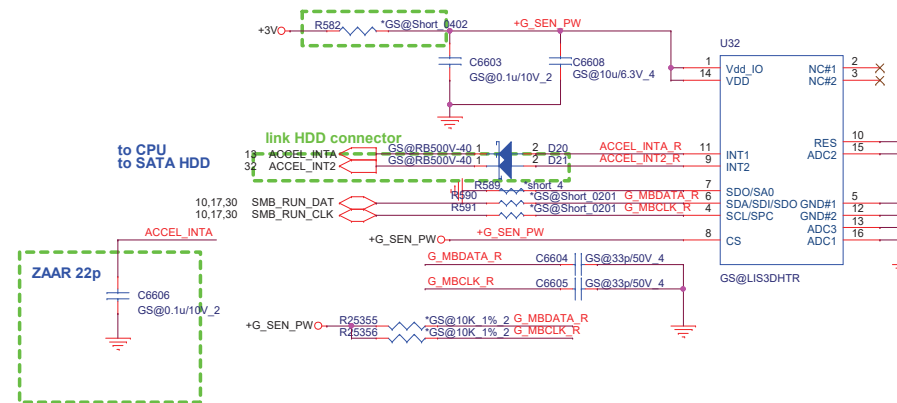 R582 *GS@Short_0402
+3V
+G_SEN_PW
U32
C6603
GS@0.1u/10V_2
C6608
GS@10u/6.3V_4
1 Vdd_IO NC#1 2
14 VDD NC#2 3
link HDD connector
to CPU
to SATA HDD
13 ACCEL_INTA GS@RB500V-40 1 2 D20 ACCEL_INTA_R 11 INT1
32 ACCEL_INT2 GS@RB500V-40 1 2 D21 ACCEL_INT2_R 9 INT2
RES 10
ADC2 15
R589 *short_4 7 SDO/SA0
10,17,30 SMB_RUN_DAT R590 *GS@Short_0201 G_MBDATA_R 6 SDA/SDI/SDO GND#1 5
10,17,30 SMB_RUN_CLK R591 *GS@Short_0201 G_MBCLK_R 4 SCL/SPC GND#2 12
ADC3 13
+G_SEN_PW +G_SEN_PW 8 CS ADC1 16
GS@LIS3DHTR
ACCEL_INTA
ZAAR 22p
C6606
GS@0.1u/10V_2
G_MBDATA_R C6604 GS@33p/50V_4
G_MBCLK_R C6605 GS@33p/50V_4
+G_SEN_PW R25355 *GS@10K_1%_2 G_MBDATA_R
R25356 *GS@10K_1%_2 G_MBCLK_R